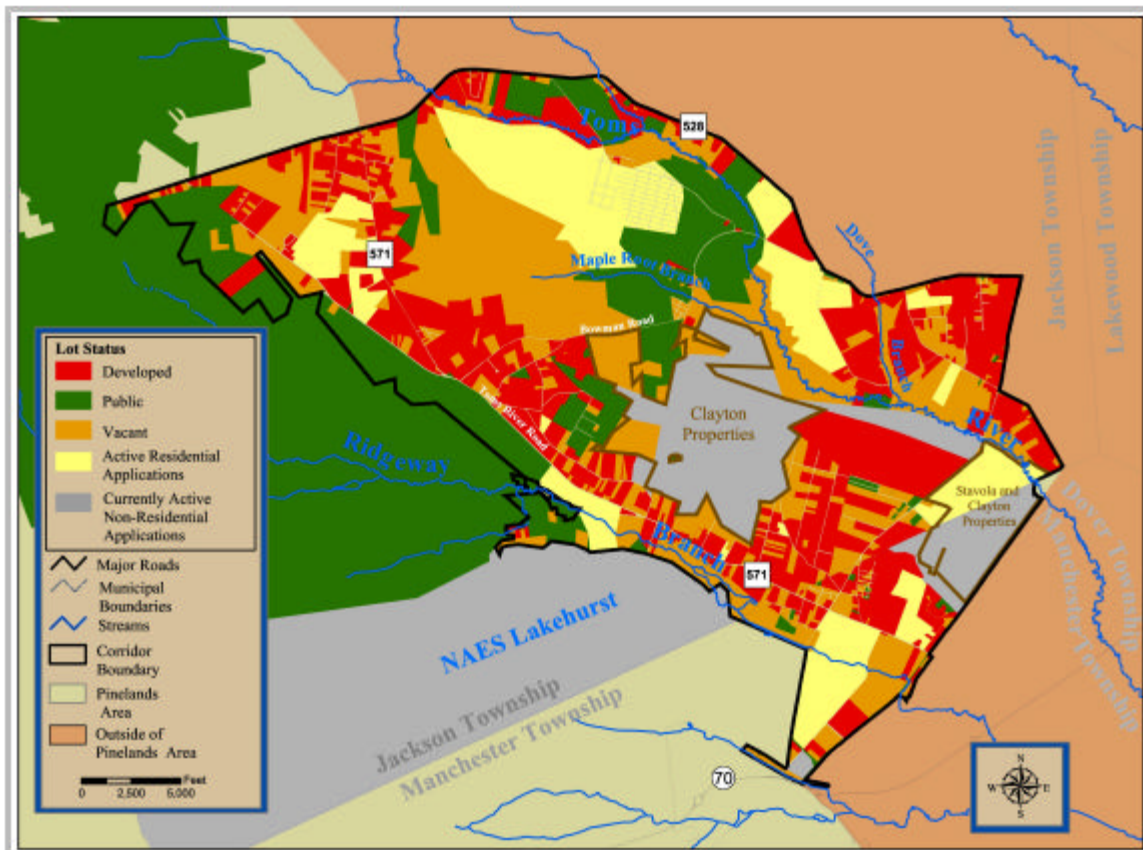 Toms
528
Jackson Township
Lakewood Township
571
Dove
Branch
Maple Root Branch
Bowman Road
Clayton
Properties
River
Toms River Road
Stavola and
Clayton
Properties
Ridgeway
Branch
571
Dover Township
Manchester Township
NAES Lakehurst
Jackson Township
Manchester Township
70
Lot Status
Developed
Public
Vacant
Active Residential
Applications
Currently Active
Non-Residential
Applications
Major Roads
Municipal
Boundaries
Streams
Corridor
Boundary
Pinelands
Area
Outside of
Pinelands Area
Feet
0 2,500 5,000
N
W E
S